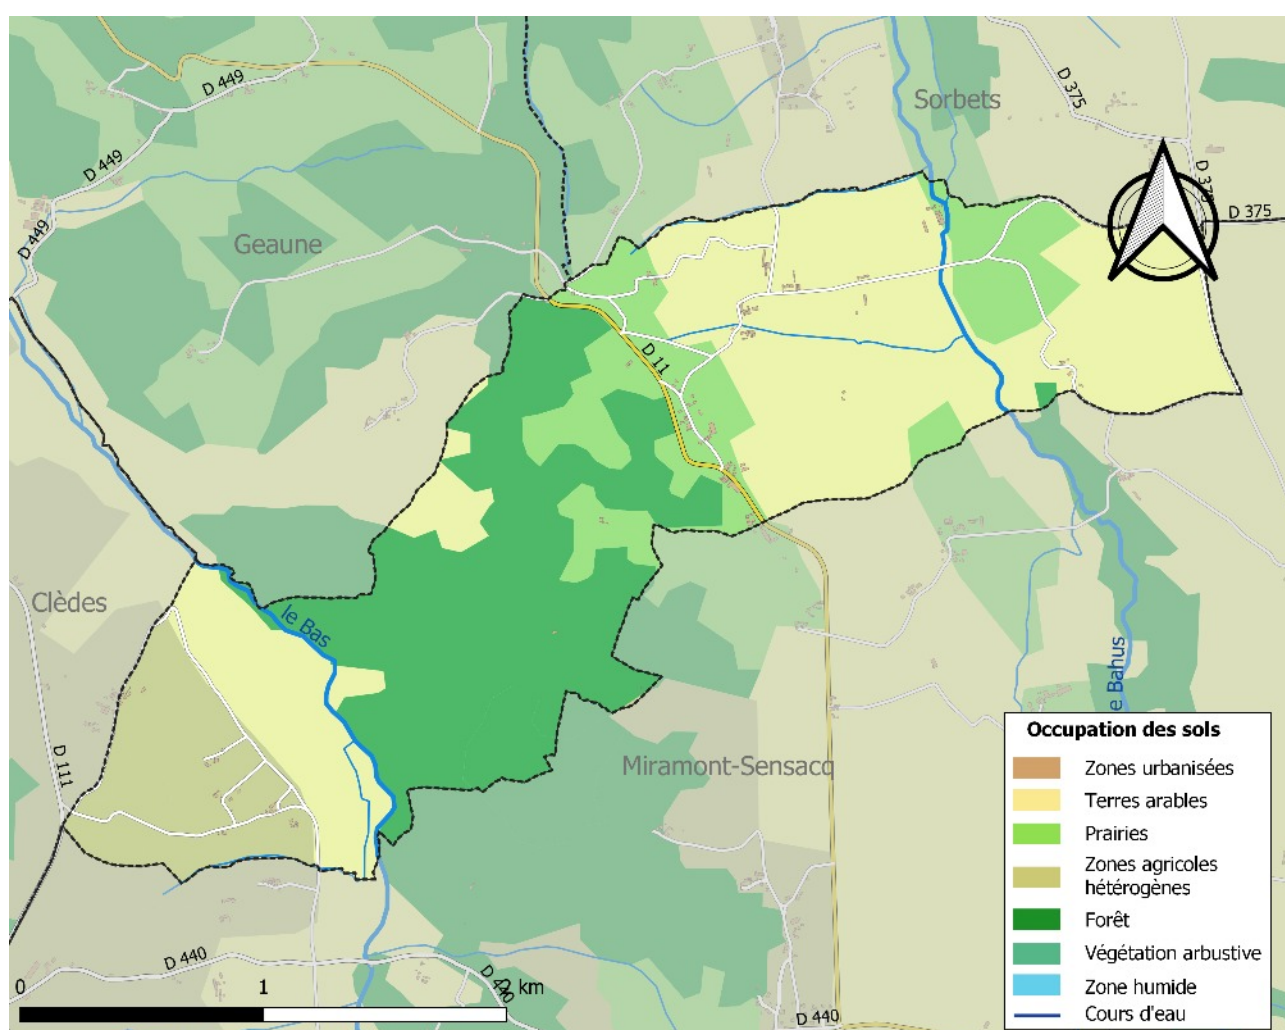 D 449
D 449
D 449
Geaune
Sorbets
D 375
D 375
D 375
D 11
Clèdes
le Bas
D 111
Miramont-Sensacq
e Bahus
D 440
D 440
D 440
0 1 2 km
Occupation des sols
Zones urbanisées
Terres arables
Prairies
Zones agricoles
hétérogènes
Forêt
Végétation arbustive
Zone humide
Cours d'eau